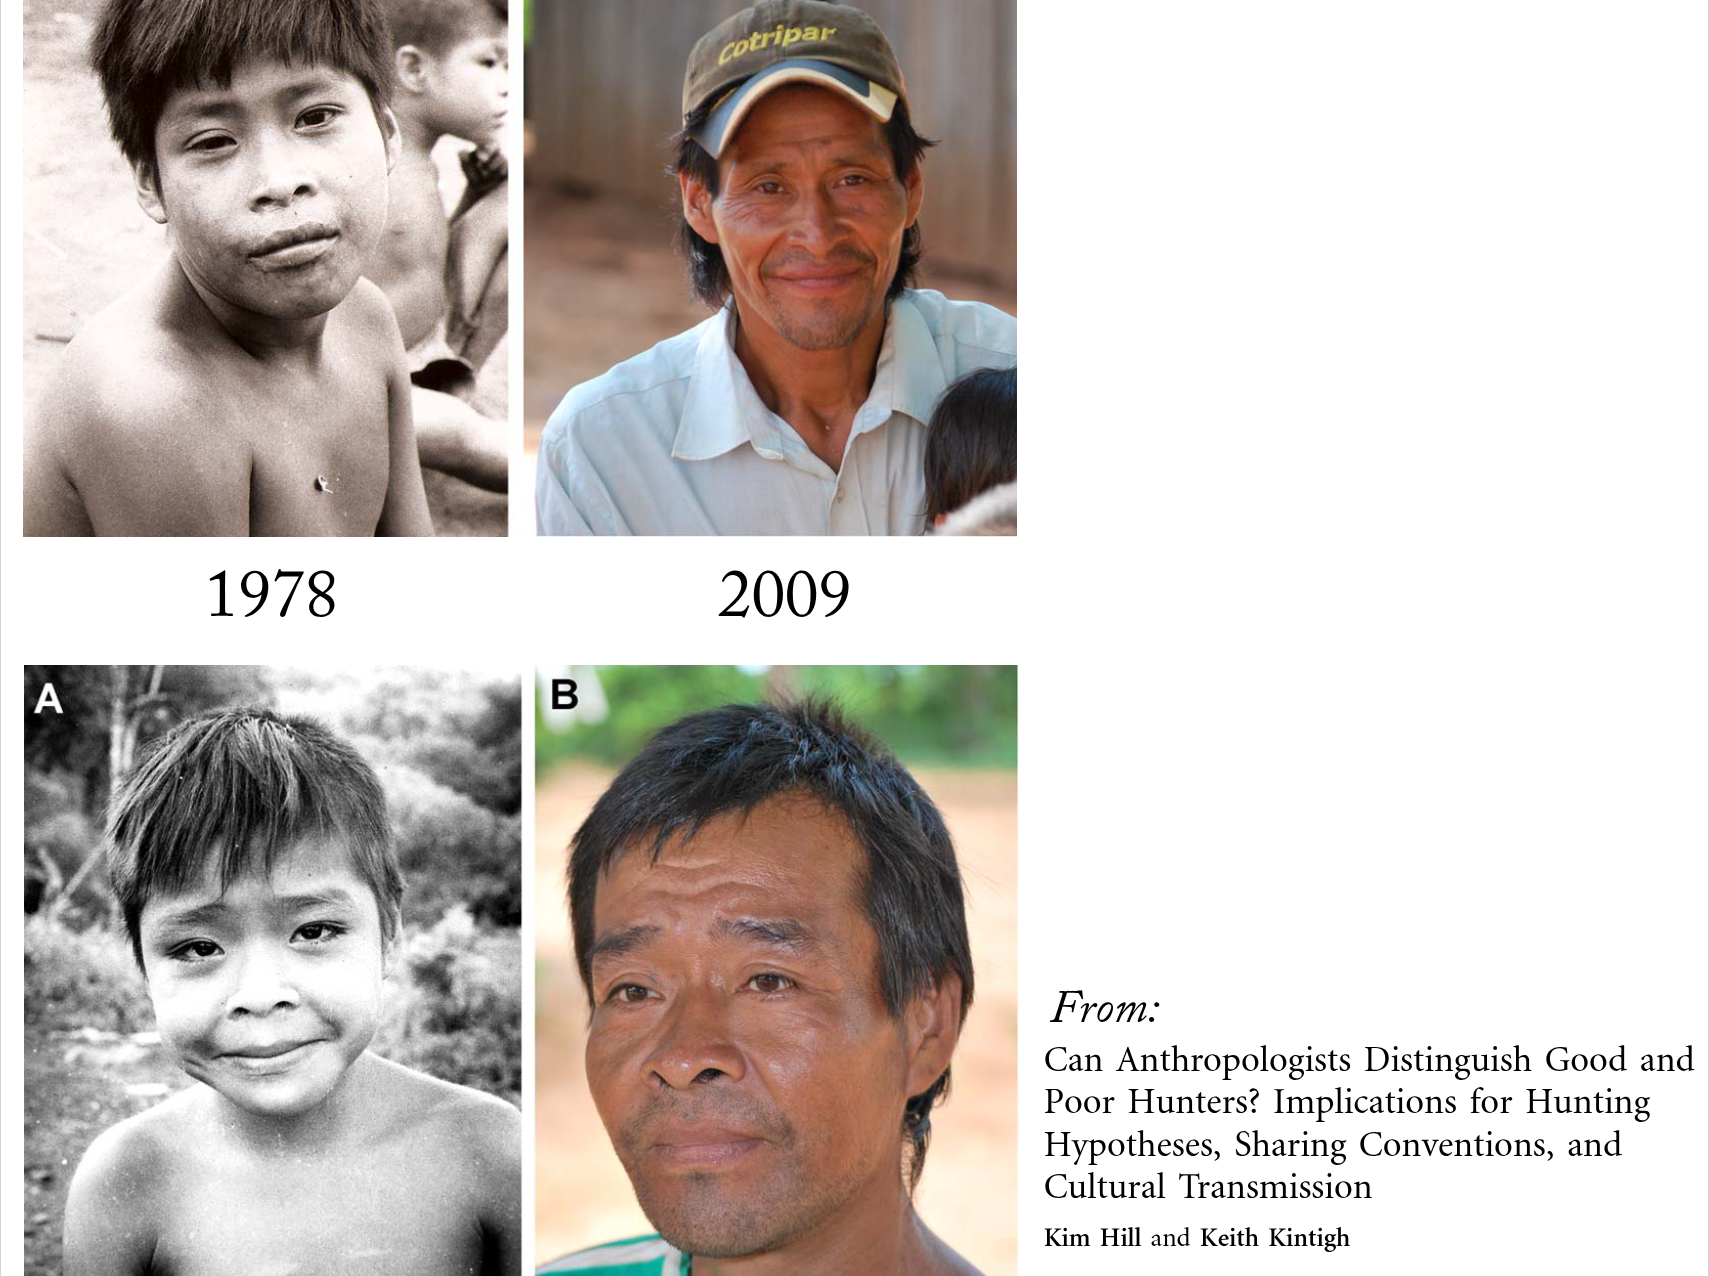 Cotripar
1978
2009
A
B
From:
Can Anthropologists Distinguish Good and
Poor Hunters? Implications for Hunting
Hypotheses, Sharing Conventions, and
Cultural Transmission
Kim Hill and Keith Kintigh